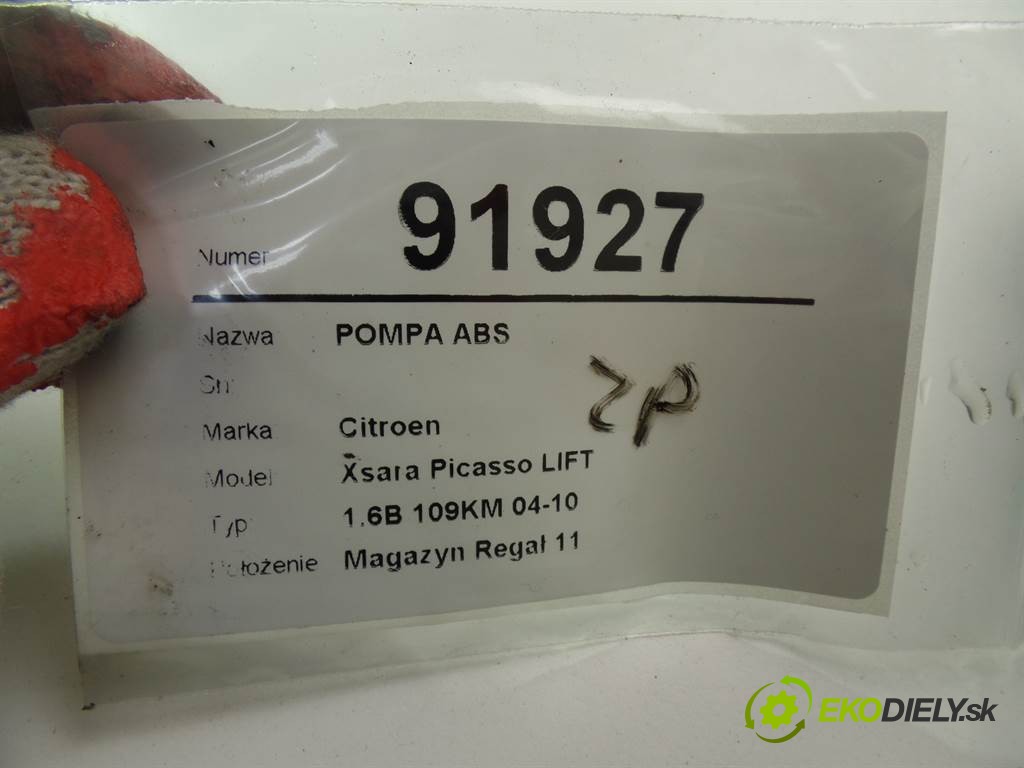 Numer 91927
Nazwa POMPA ABS
Sn:
Marka Citroen
ZP
Model Xsara Picasso LIFT
Typ 1.6B 109KM 04-10
Położenie Magazyn Regał 11
EKODIELY.sk